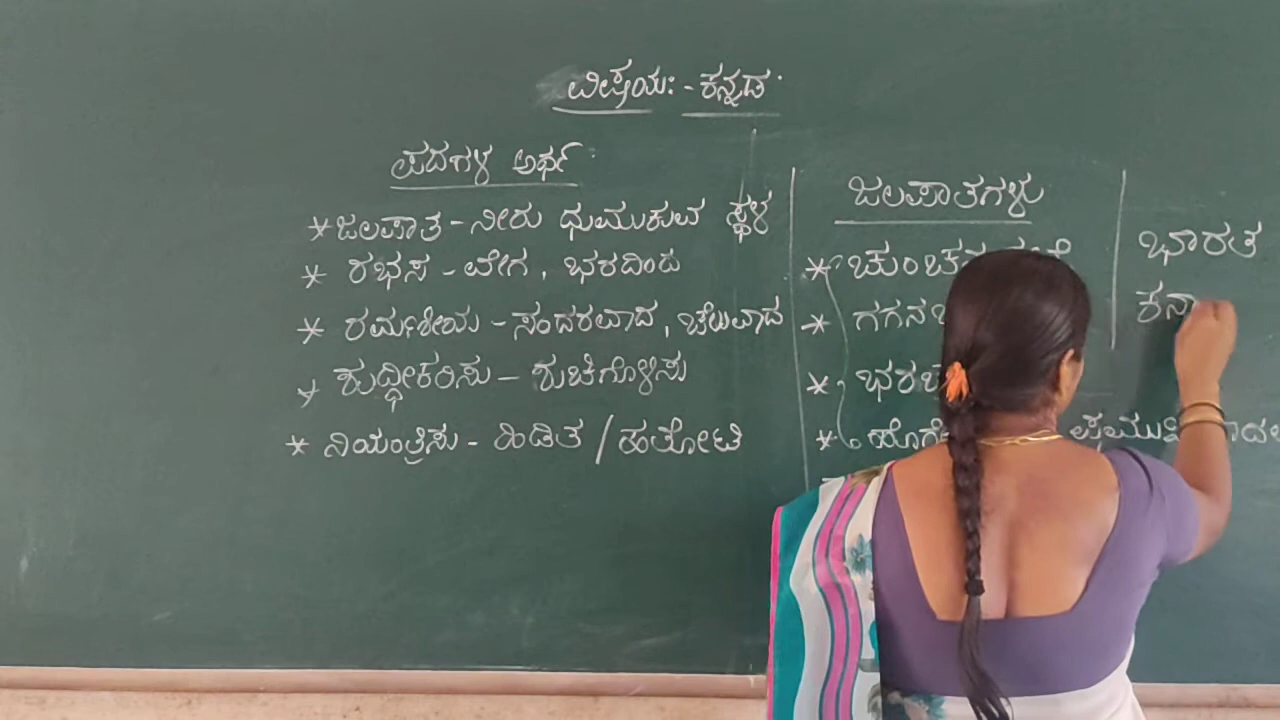 ವಿಷಯಃ - ಕನ್ನಡ
ಪದಗಳ ಅರ್ಥ
*ಜಲಪಾತ - ನೀರು ಧುಮುಕುವ ಸ್ಥಳ
* ರಭಸ - ವೇಗ, ಭರದಿಂದ
* ರಮಣೀಯ - ಸಂದರವಾದ, ಚೆಲುವಾದ
* ಶುದ್ಧೀಕರಿಸು - ಶುಚಿಗೊಳಿಸು
* ನಿಯಂತ್ರಿಸು - ಹಿಡಿತ / ಹತೋಟಿ
ಜಲಪಾತಗಳು
*
* ಗಗನ
* ಭರಚ
*
ಭಾರತ
ಕನಾ